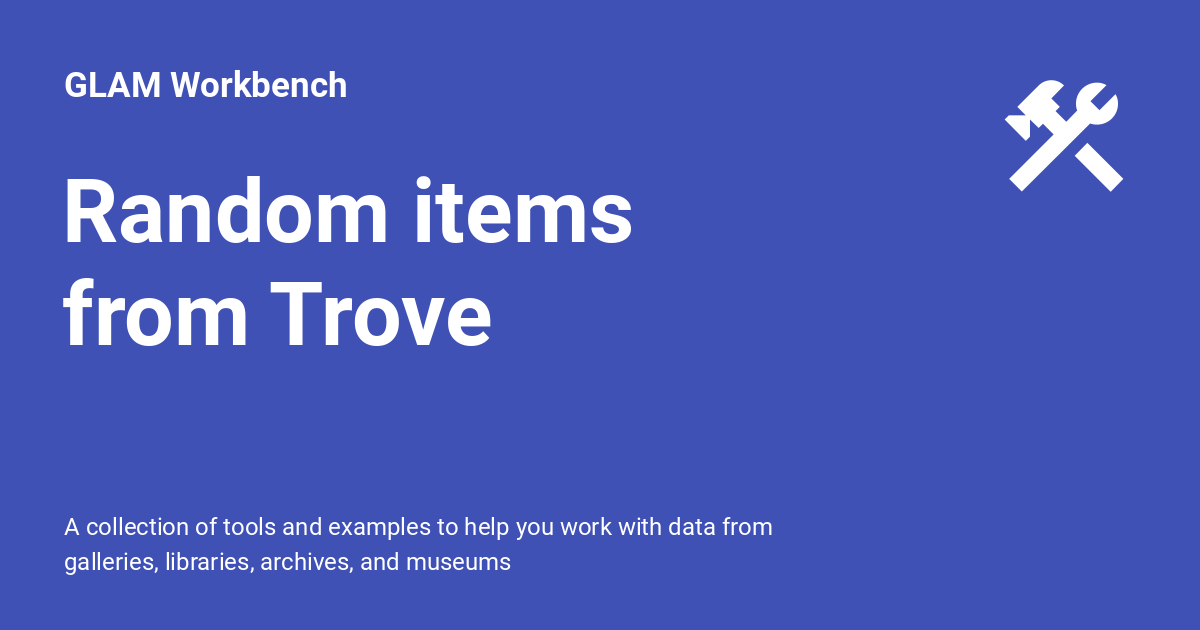 GLAM Workbench
Random items
from Trove
A collection of tools and examples to help you work with data from
galleries, libraries, archives, and museums